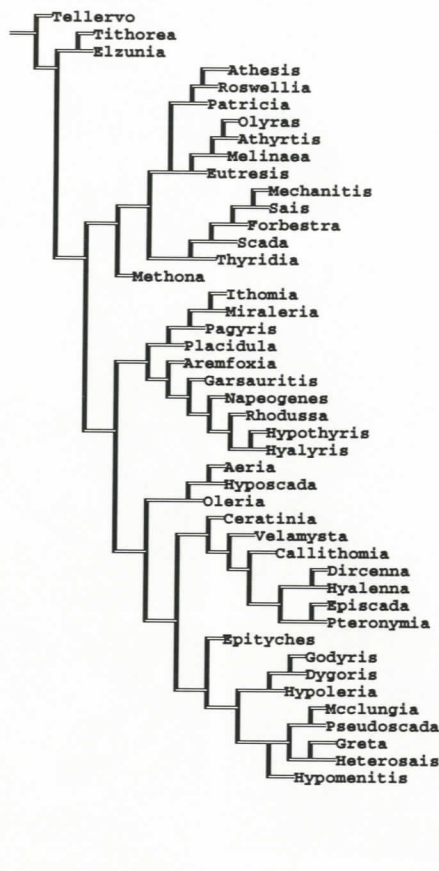 Tellervo
Tithorea
Elzunia
Athesis
Roswellia
Patricia
Olyras
Athyrtis
Melinaea
Eutresis
Mechanitis
Sais
Forbestra
Scada
Thyridia
Methona
Ithomia
Miraleria
Pagyris
Placidula
Aremfoxia
Garsauritis
Napeogenes
Rhodussa
Hypothyris
Hyalyris
Aeria
Hyposcada
Oleria
Ceratinia
Velamysta
Callithomia
Dircenna
Hyalenna
Episcada
Pteronymia
Epityches
Godyris
Dygoris
Hypoleria
Mcclungia
Pseudoscada
Greta
Heterosais
Hypomenitis